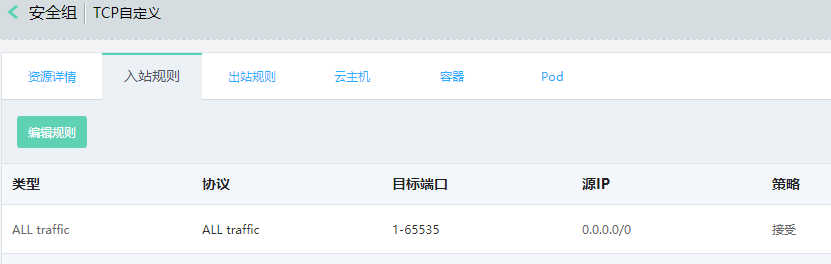 安全组 TCP自定义
资源详情 入站规则 出站规则 云主机 容器 Pod
编辑规则
类型 协议 目标端口 源IP 策略
ALL traffic ALL traffic 1-65535 0.0.0.0/0 接受